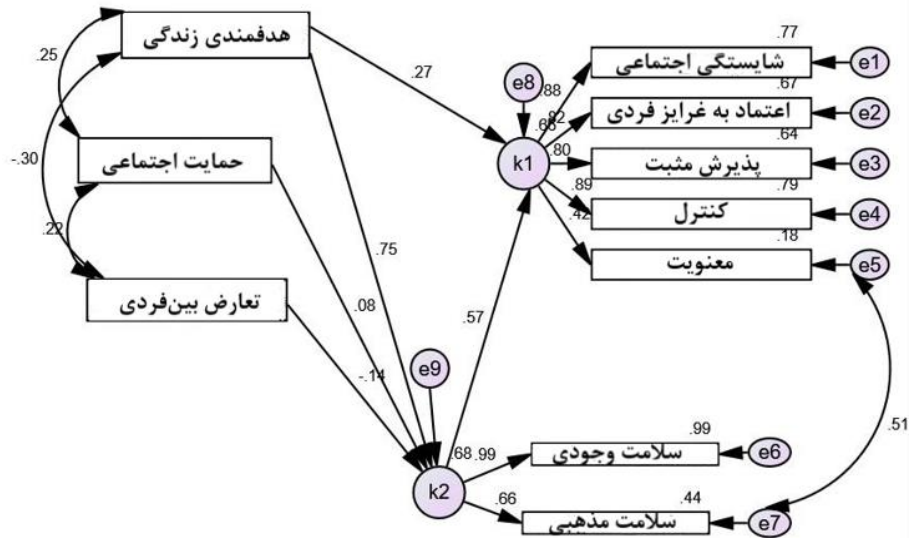 هدفمندی زندگی
حمایت اجتماعی
تعارض بین‌فردی
.25
-.30
.22
.27
.75
.08
-.14
.57
e8
.66
k1
e9
.68
k2
.88
.82
.80
.89
.42
.77
شایستگی اجتماعی
e1
.67
اعتماد به غرایز فردی
e2
.64
پذیرش مثبت
e3
.79
کنترل
e4
.18
معنویت
e5
.51
.99
.99
سلامت وجودی
e6
.66
.44
سلامت مذهبی
e7